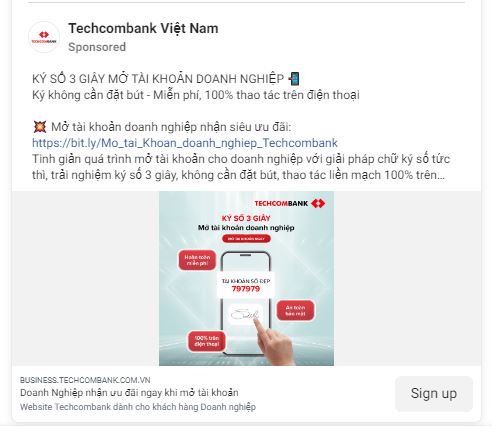 TECHCOMBANK
Techcombank Việt Nam
Sponsored
KÝ SỐ 3 GIÂY MỞ TÀI KHOẢN DOANH NGHIỆP 📲
Ký không cần đặt bút - Miễn phí, 100% thao tác trên điện thoại
💥 Mở tài khoản doanh nghiệp nhận siêu ưu đãi:
https://bit.ly/Mo_tai_Khoan_doanh_nghiep_Techcombank
Tinh giản quá trình mở tài khoản cho doanh nghiệp với giải pháp chữ ký số tức
thì, trải nghiệm ký số 3 giây, không cần đặt bút, thao tác liền mạch 100% trên...
TECHCOMBANK
KÝ SỐ 3 GIÂY
Mở tài khoản doanh nghiệp
MỞ TÀI KHOẢN NGAY
Hoàn toàn
miễn phí
TÀI KHOẢN SỐ ĐẸP
797979
An toàn
bảo mật
100% trên
điện thoại
BUSINESS.TECHCOMBANK.COM.VN
Doanh Nghiệp nhận ưu đãi ngay khi mở tài khoản
Website Techcombank dành cho khách hàng Doanh nghiệp
Sign up